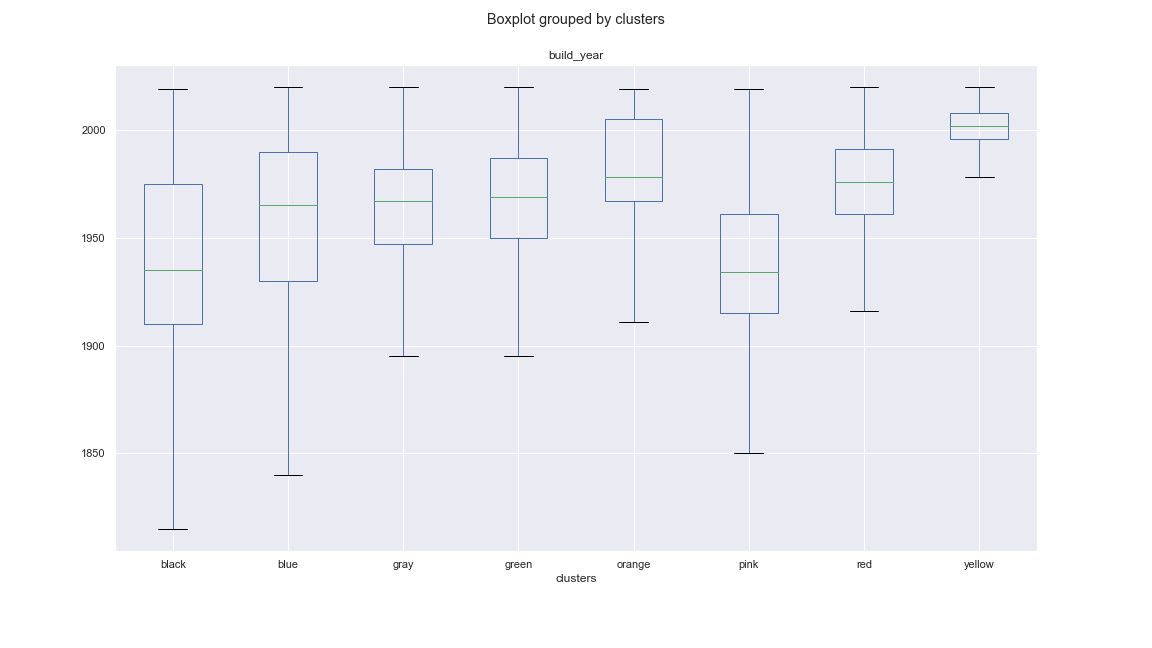 Boxplot grouped by clusters
build_year
2000
1950
1900
1850
black blue gray green orange pink red yellow
clusters